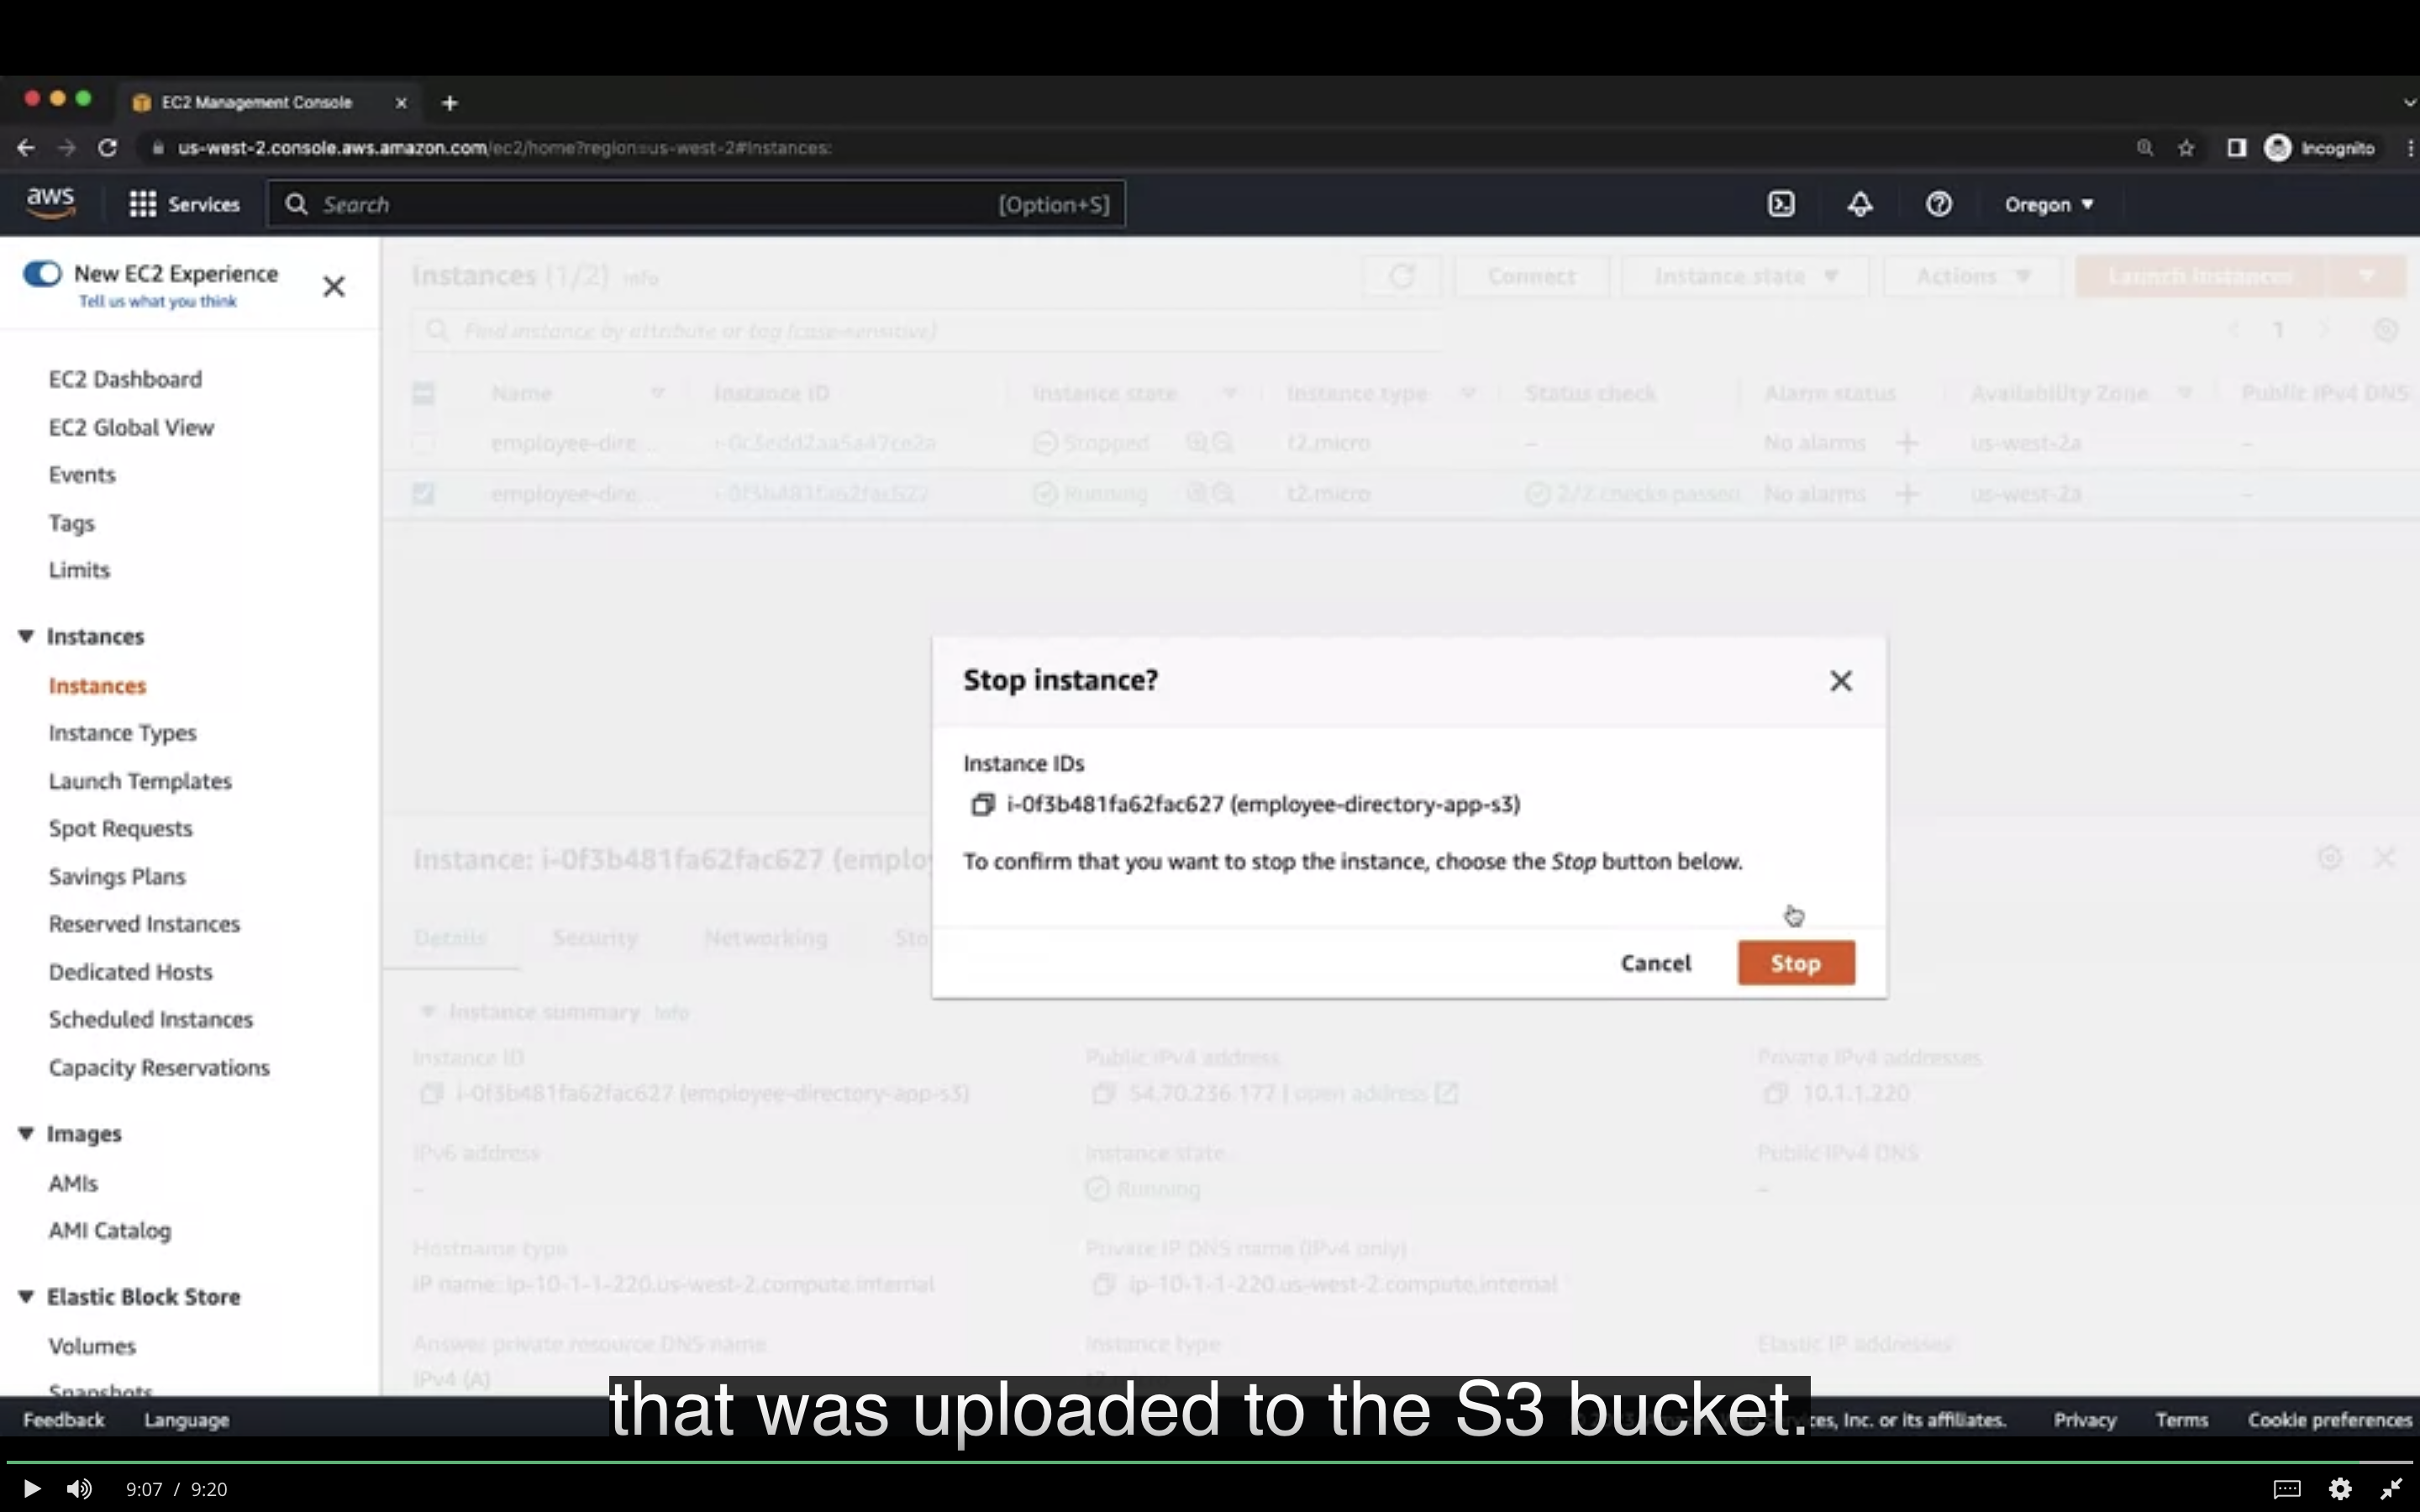 EC2 Management Console
us-west-2.console.aws.amazon.com/ec2/home?region=us-west-2#Instances:
Incognito
aws
Services
Search
[Option+S]
Oregon
New EC2 Experience
Tell us what you think
EC2 Dashboard
EC2 Global View
Events
Tags
Limits
Instances
Instances
Instance Types
Launch Templates
Spot Requests
Savings Plans
Reserved Instances
Dedicated Hosts
Scheduled Instances
Capacity Reservations
Images
AMIs
AMI Catalog
Elastic Block Store
Volumes
Snapshots
Instances (1/2) Info
Connect
Instance state
Actions
Launch instances
Find instance by attribute or tag (case-sensitive)
1
Name Instance ID Instance state Instance type Status check Alarm status Availability Zone Public IPv4 DNS
employee-dire... Stopped t2.micro – No alarms + us-west-2a –
employee-dire... i-0f3b481fa62fac627 Running t2.micro 2/2 checks passed No alarms + us-west-2a –
Stop instance?
Instance IDs
i-0f3b481fa62fac627 (employee-directory-app-s3)
To confirm that you want to stop the instance, choose the Stop button below.
Cancel
Stop
Instance: i-0f3b481fa62fac627 (emplo
Details Security Networking Sto
Instance summary Info
Instance ID
i-0f3b481fa62fac627 (employee-directory-app-s3)
Public IPv4 address
54.70.236.177 | open address
Private IPv4 addresses
10.1.1.220
IPv6 address
–
Instance state
Running
Public IPv4 DNS
–
Hostname type
IP name: ip-10-1-1-220.us-west-2.compute.internal
Private IP DNS name (IPv4 only)
ip-10-1-1-220.us-west-2.compute.internal
Answer private resource DNS name
IPv4 (A)
Instance type
Elastic IP addresses
that was uploaded to the S3 bucket.
Feedback
Language
ces, Inc. or its affiliates.
Privacy
Terms
Cookie preferences
9:07 / 9:20